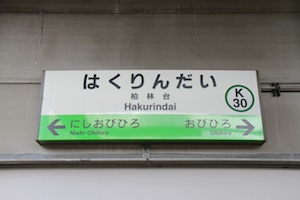 はくりんだい
柏林台
Hakurindai
K
30
にしおびひろ おびひろ
Nishi-Obihiro Obihiro